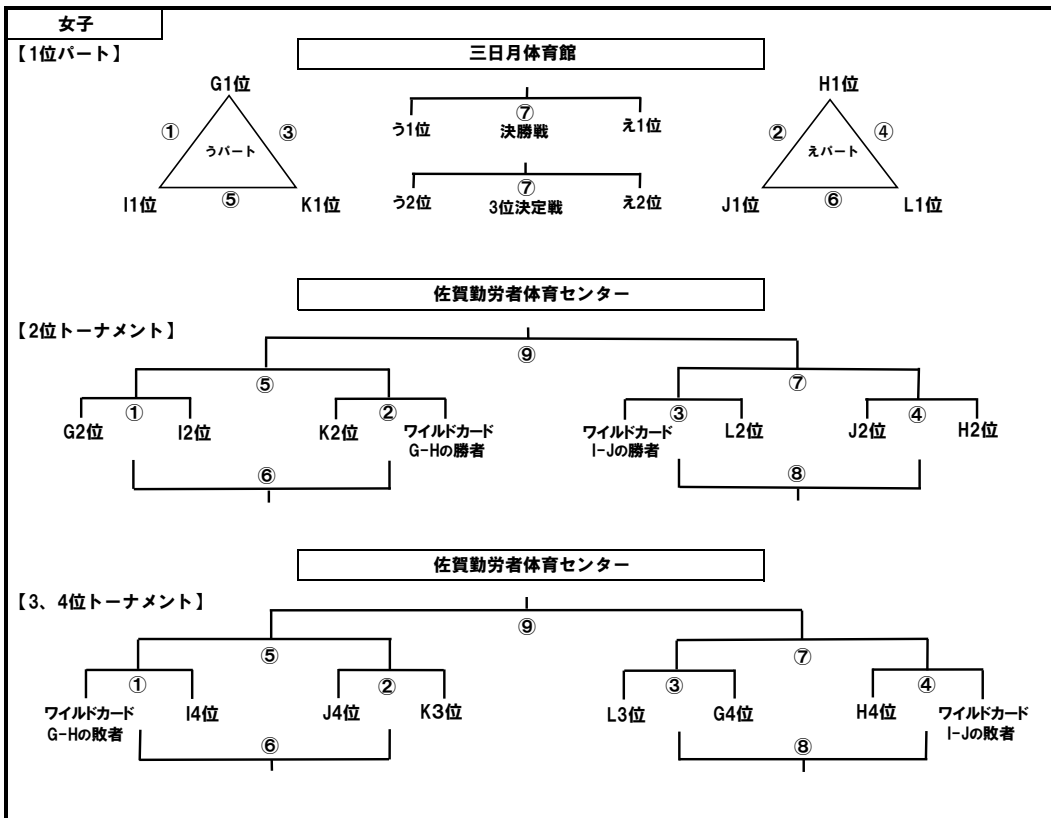 女子
【1位パート】
三日月体育館
G1位
H1位
①
③
うパート
⑤
I1位
K1位
う1位
⑦
決勝戦
え1位
う2位
⑦
3位決定戦
え2位
②
④
えパート
⑥
J1位
L1位
佐賀勤労者体育センター
【2位トーナメント】
⑨
⑤
⑦
①
②
③
④
G2位
I2位
K2位
ワイルドカード
G-Hの勝者
ワイルドカード
I-Jの勝者
L2位
J2位
H2位
⑥
⑧
佐賀勤労者体育センター
【3、4位トーナメント】
⑨
⑤
⑦
①
②
③
④
ワイルドカード
G-Hの敗者
I4位
J4位
K3位
L3位
G4位
H4位
ワイルドカード
I-Jの敗者
⑥
⑧